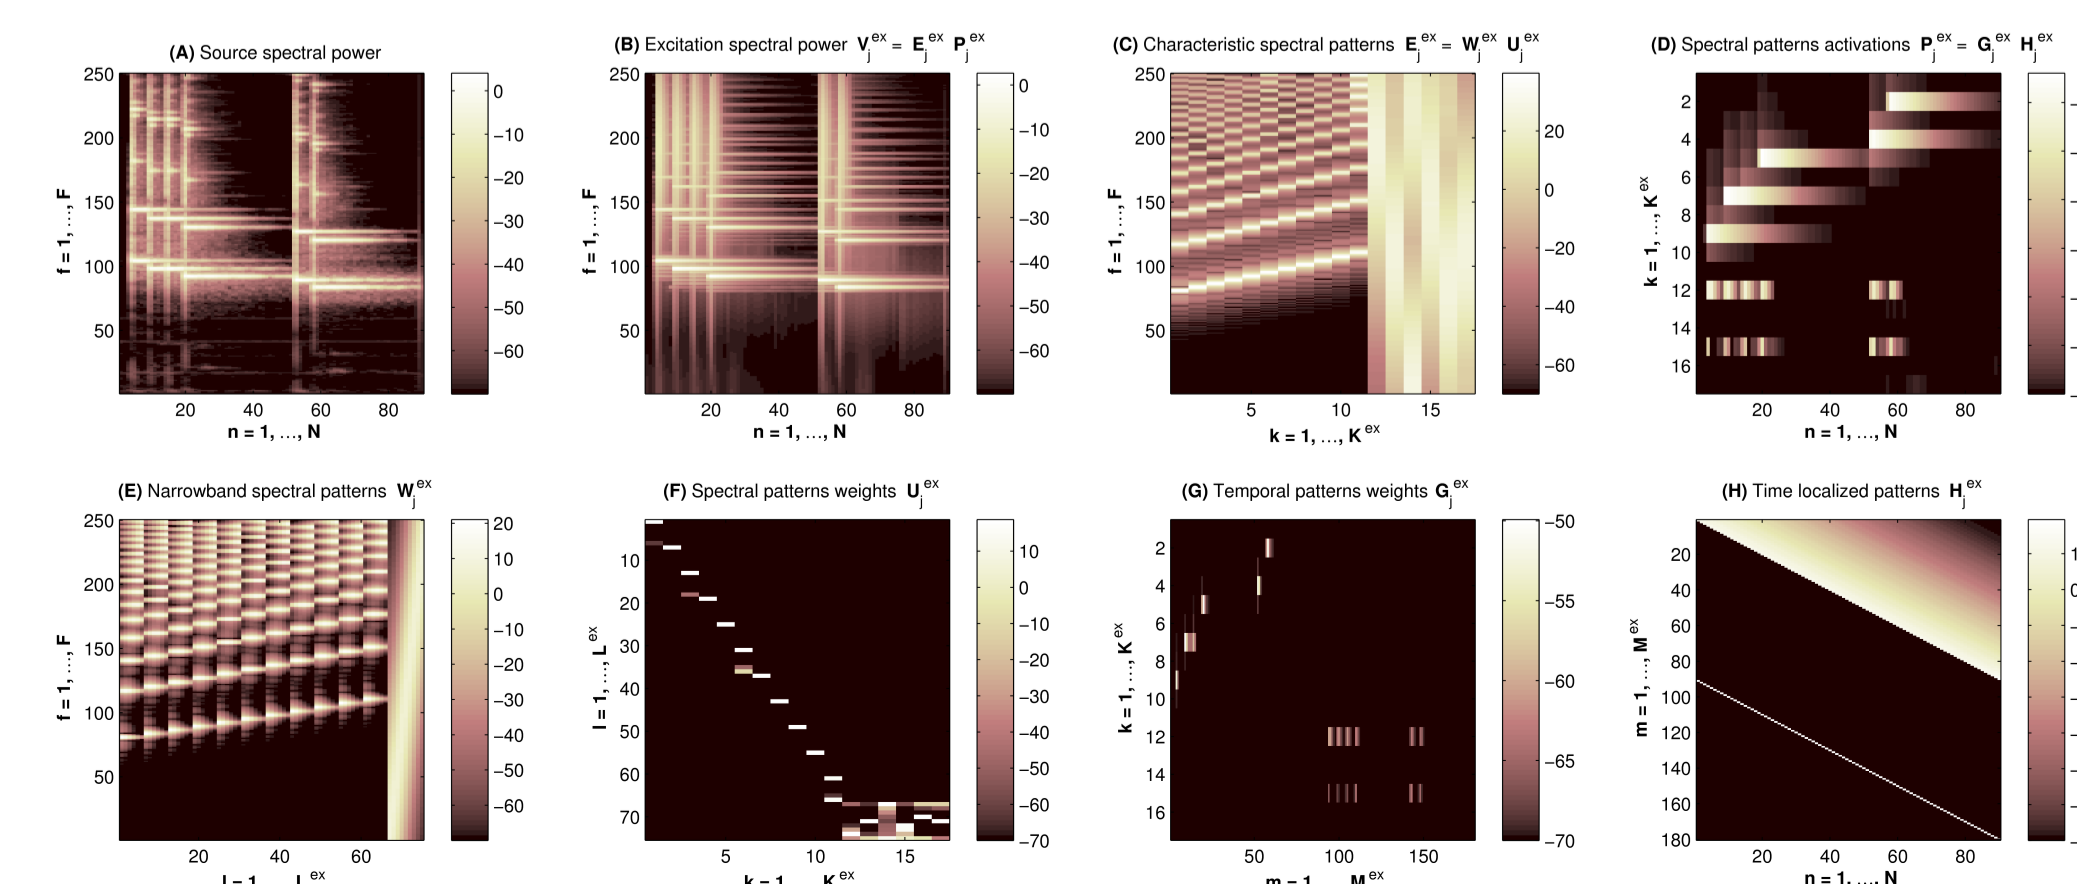 (A) Source spectral power
250
200
150
100
50
f = 1, ..., F
20 40 60 80
n = 1, ..., N
0
−10
−20
−30
−40
−50
−60
(B) Excitation spectral power V_j^ex = E_j^ex P_j^ex
250
200
150
100
50
f = 1, ..., F
20 40 60 80
n = 1, ..., N
0
−10
−20
−30
−40
−50
−60
(C) Characteristic spectral patterns E_j^ex = W_j^ex U_j^ex
250
200
150
100
50
f = 1, ..., F
5 10 15
k = 1, ..., K^ex
20
0
−20
−40
−60
(D) Spectral patterns activations P_j^ex = G_j^ex H_j^ex
2
4
6
8
10
12
14
16
k = 1, ..., K^ex
20 40 60 80
n = 1, ..., N
(E) Narrowband spectral patterns W_j^ex
250
200
150
100
50
f = 1, ..., F
20 40 60
l = 1, ..., L^ex
20
10
0
−10
−20
−30
−40
−50
−60
(F) Spectral patterns weights U_j^ex
10
20
30
40
50
60
70
l = 1, ..., L^ex
5 10 15
k = 1, ..., K^ex
10
0
−10
−20
−30
−40
−50
−60
−70
(G) Temporal patterns weights G_j^ex
2
4
6
8
10
12
14
16
k = 1, ..., K^ex
50 100 150
m = 1, ..., M^ex
−50
−55
−60
−65
−70
(H) Time localized patterns H_j^ex
20
40
60
80
100
120
140
160
180
m = 1, ..., M^ex
20 40 60 80
n = 1, ..., N